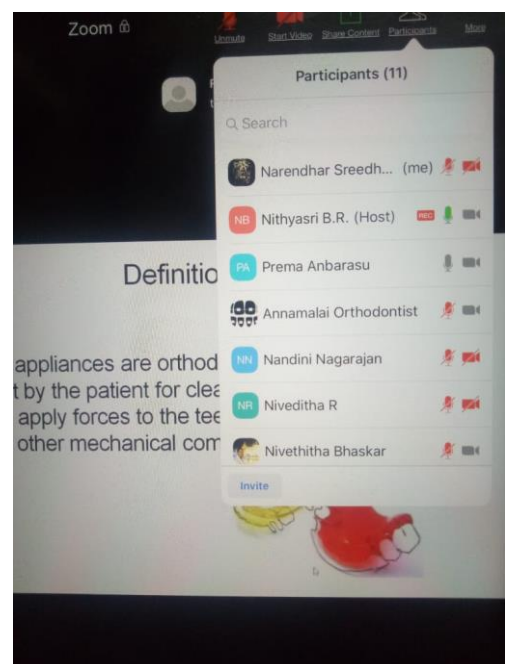 Zoom
Unmute Start Video Share Content Participants More
Participants (11)
Search
Narendhar Sreedh... (me)
NB Nithyasri B.R. (Host) REC
PA Prema Anbarasu
Annamalai Orthodontist
NN Nandini Nagarajan
NR Niveditha R
Nivethitha Bhaskar
Invite
Definitio
appliances are orthod
t by the patient for clea
apply forces to the tee
other mechanical com